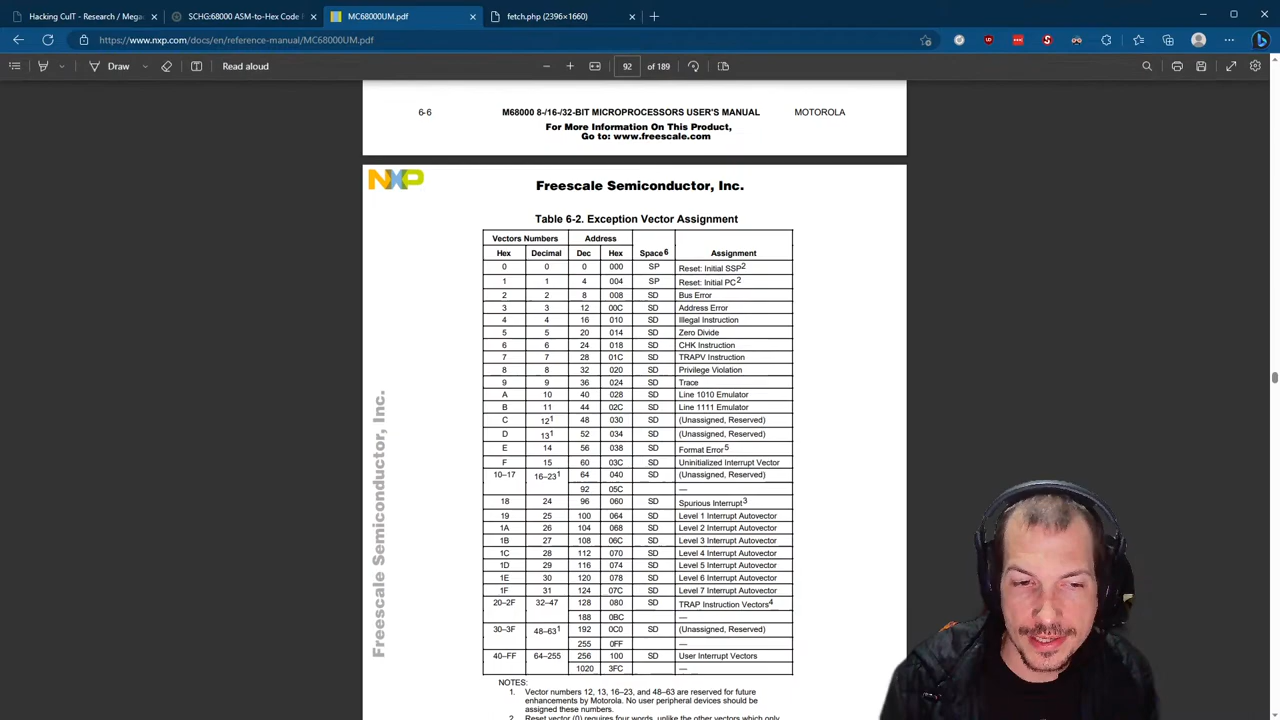 Hacking CuIT - Research / Mega
SCHG:68000 ASM-to-Hex Code R
MC68000UM.pdf
fetch.php (2396×1660)
https://www.nxp.com/docs/en/reference-manual/MC68000UM.pdf
Draw
Read aloud
92 of 189
6-6 M68000 8-/16-/32-BIT MICROPROCESSORS USER'S MANUAL MOTOROLA
For More Information On This Product,
Go to: www.freescale.com
NXP
Freescale Semiconductor, Inc.
Freescale Semiconductor, Inc.
Table 6-2. Exception Vector Assignment
Vectors Numbers Address
Hex Decimal Dec Hex Space6 Assignment
0 0 0 000 SP Reset: Initial SSP2
1 1 4 004 SP Reset: Initial PC2
2 2 8 008 SD Bus Error
3 3 12 00C SD Address Error
4 4 16 010 SD Illegal Instruction
5 5 20 014 SD Zero Divide
6 6 24 018 SD CHK Instruction
7 7 28 01C SD TRAPV Instruction
8 8 32 020 SD Privilege Violation
9 9 36 024 SD Trace
A 10 40 028 SD Line 1010 Emulator
B 11 44 02C SD Line 1111 Emulator
C 121 48 030 SD (Unassigned, Reserved)
D 131 52 034 SD (Unassigned, Reserved)
E 14 56 038 SD Format Error5
F 15 60 03C SD Uninitialized Interrupt Vector
10–17 16–231 64 040 SD (Unassigned, Reserved)
92 05C —
18 24 96 060 SD Spurious Interrupt3
19 25 100 064 SD Level 1 Interrupt Autovector
1A 26 104 068 SD Level 2 Interrupt Autovector
1B 27 108 06C SD Level 3 Interrupt Autovector
1C 28 112 070 SD Level 4 Interrupt Autovector
1D 29 116 074 SD Level 5 Interrupt Autovector
1E 30 120 078 SD Level 6 Interrupt Autovector
1F 31 124 07C SD Level 7 Interrupt Autovector
20–2F 32–47 128 080 SD TRAP Instruction Vectors4
188 0BC —
30–3F 48–631 192 0C0 SD (Unassigned, Reserved)
255 0FF —
40–FF 64–255 256 100 SD User Interrupt Vectors
1020 3FC —
NOTES:
1. Vector numbers 12, 13, 16–23, and 48–63 are reserved for future
enhancements by Motorola. No user peripheral devices should be
assigned these numbers.
2. Reset vector (0) requires four words, unlike the other vectors which only